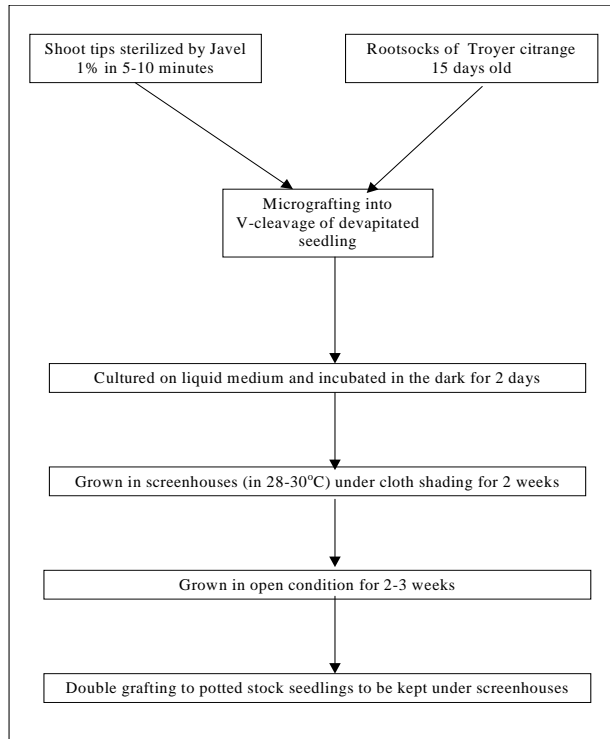 Shoot tips sterilized by Javel
1% in 5-10 minutes
Rootsocks of Troyer citrange
15 days old
Micrografting into
V-cleavage of devapitated
seedling
Cultured on liquid medium and incubated in the dark for 2 days
Grown in screenhouses (in 28-30°C) under cloth shading for 2 weeks
Grown in open condition for 2-3 weeks
Double grafting to potted stock seedlings to be kept under screenhouses